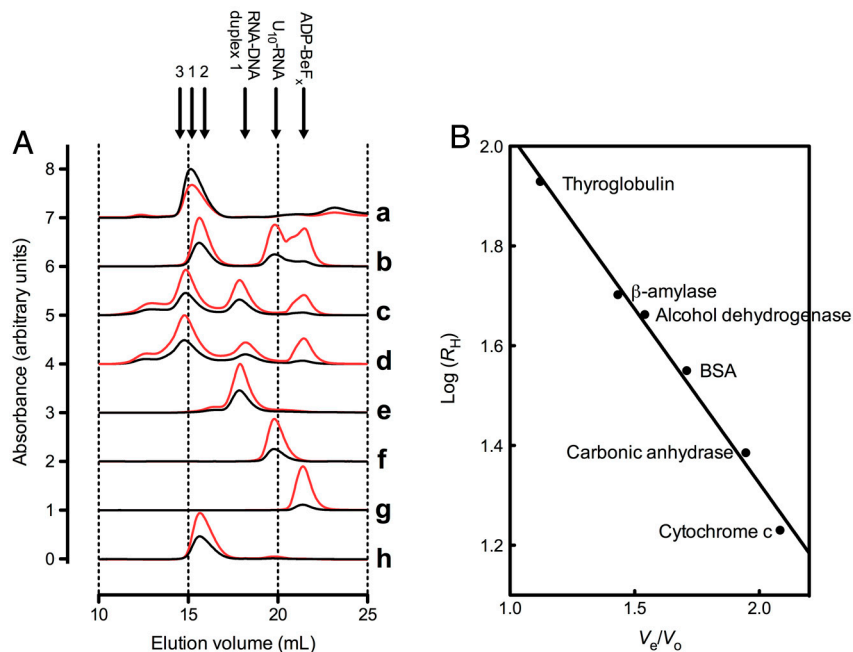 A
3 1 2
RNA-DNA
duplex 1
U10-RNA
ADP-BeFx
Absorbance (arbitrary units)
8
7
6
5
4
3
2
1
0
a
b
c
d
e
f
g
h
10 15 20 25
Elution volume (mL)
B
Log (RH)
2.0
1.8
1.6
1.4
1.2
Thyroglobulin
β-amylase
Alcohol dehydrogenase
BSA
Carbonic anhydrase
Cytochrome c
1.0 1.5 2.0
Ve/Vo